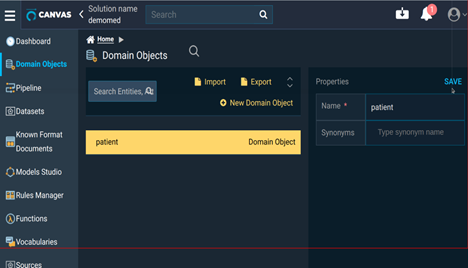 CANVAS
Solution name
demomed
Search
1
Dashboard
Domain Objects
Pipeline
Datasets
Known Format
Documents
Models Studio
Rules Manager
Functions
Vocabularies
Sources
Home
Domain Objects
Search Entities, A
Import
Export
New Domain Object
patient
Domain Object
Properties
SAVE
Name *
patient
Synonyms
Type synonym name